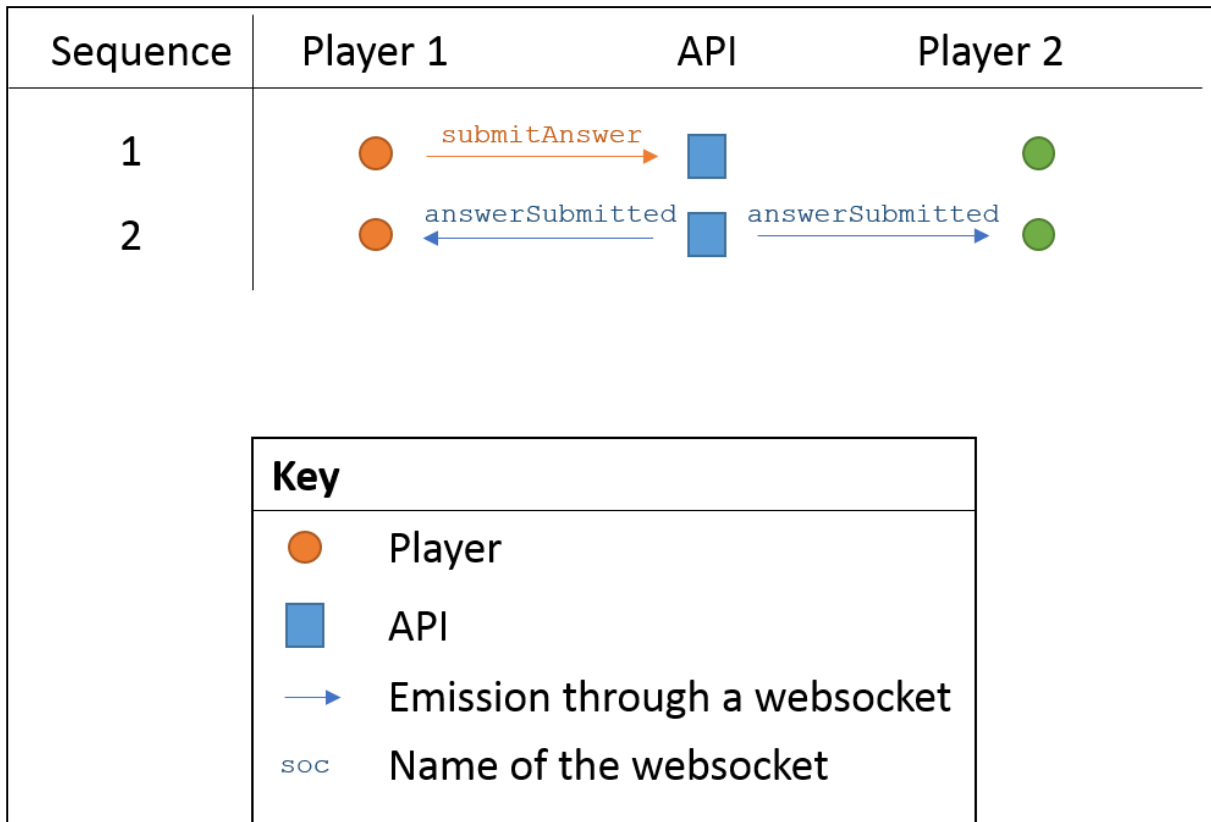 Sequence Player 1 API Player 2
1 submitAnswer
2 answerSubmitted answerSubmitted
Key
Player
API
Emission through a websocket
soc Name of the websocket